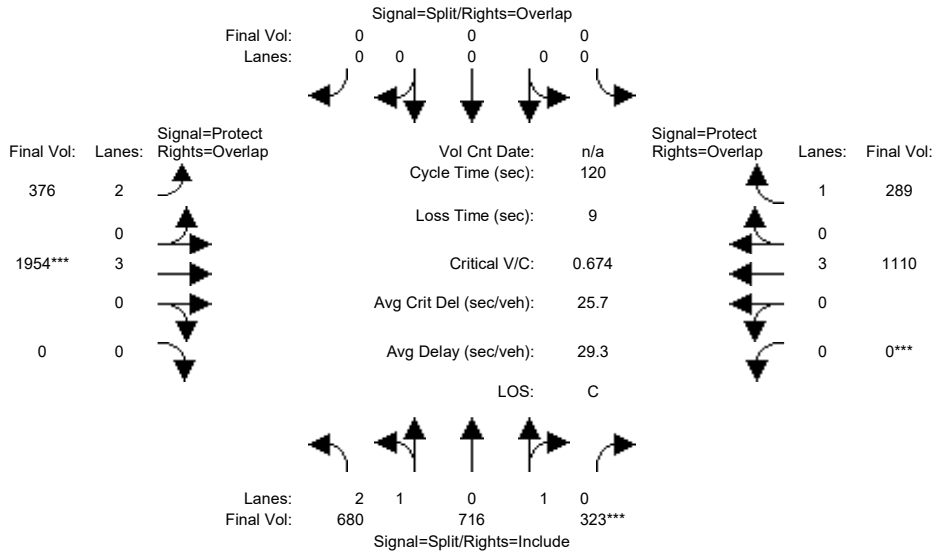 Signal=Split/Rights=Overlap
Final Vol: 0 0 0
Lanes: 0 0 0 0 0
Signal=Protect Signal=Protect
Final Vol: Lanes: Rights=Overlap Vol Cnt Date: n/a Rights=Overlap Lanes: Final Vol:
Cycle Time (sec): 120
376 2 1 289
Loss Time (sec): 9
0 0
1954*** 3 Critical V/C: 0.674 3 1110
0 Avg Crit Del (sec/veh): 25.7 0
0 0 Avg Delay (sec/veh): 29.3 0 0***
LOS: C
Lanes: 2 1 0 1 0
Final Vol: 680 716 323***
Signal=Split/Rights=Include